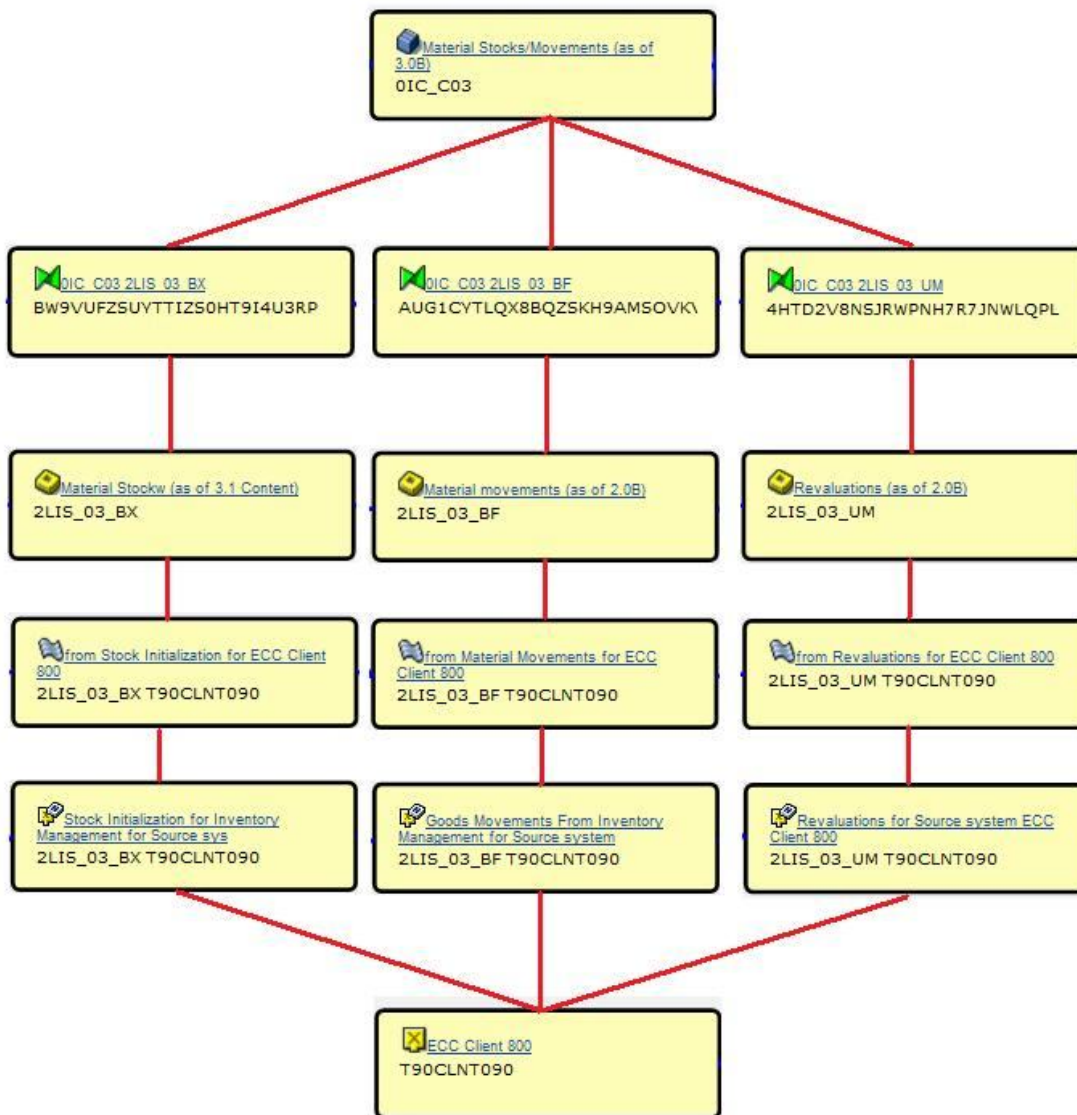 Material Stocks/Movements (as of
3.0B)
0IC_C03
0IC_C03 2LIS_03_BX
BW9VUFZSUYTTIZS0HT9I4U3RP
0IC_C03 2LIS_03_BF
AUG1CYTLQX8BQZSKH9AMSOVK\
0IC_C03 2LIS_03_UM
4HTD2V8NSJRWPNH7R7JNWLQPL
Material Stockw (as of 3.1 Content)
2LIS_03_BX
Material movements (as of 2.0B)
2LIS_03_BF
Revaluations (as of 2.0B)
2LIS_03_UM
from Stock Initialization for ECC Client
800
2LIS_03_BX T90CLNT090
from Material Movements for ECC
Client 800
2LIS_03_BF T90CLNT090
from Revaluations for ECC Client 800
2LIS_03_UM T90CLNT090
Stock Initialization for Inventory
Management for Source sys
2LIS_03_BX T90CLNT090
Goods Movements From Inventory
Management for Source system
2LIS_03_BF T90CLNT090
Revaluations for Source system ECC
Client 800
2LIS_03_UM T90CLNT090
ECC Client 800
T90CLNT090